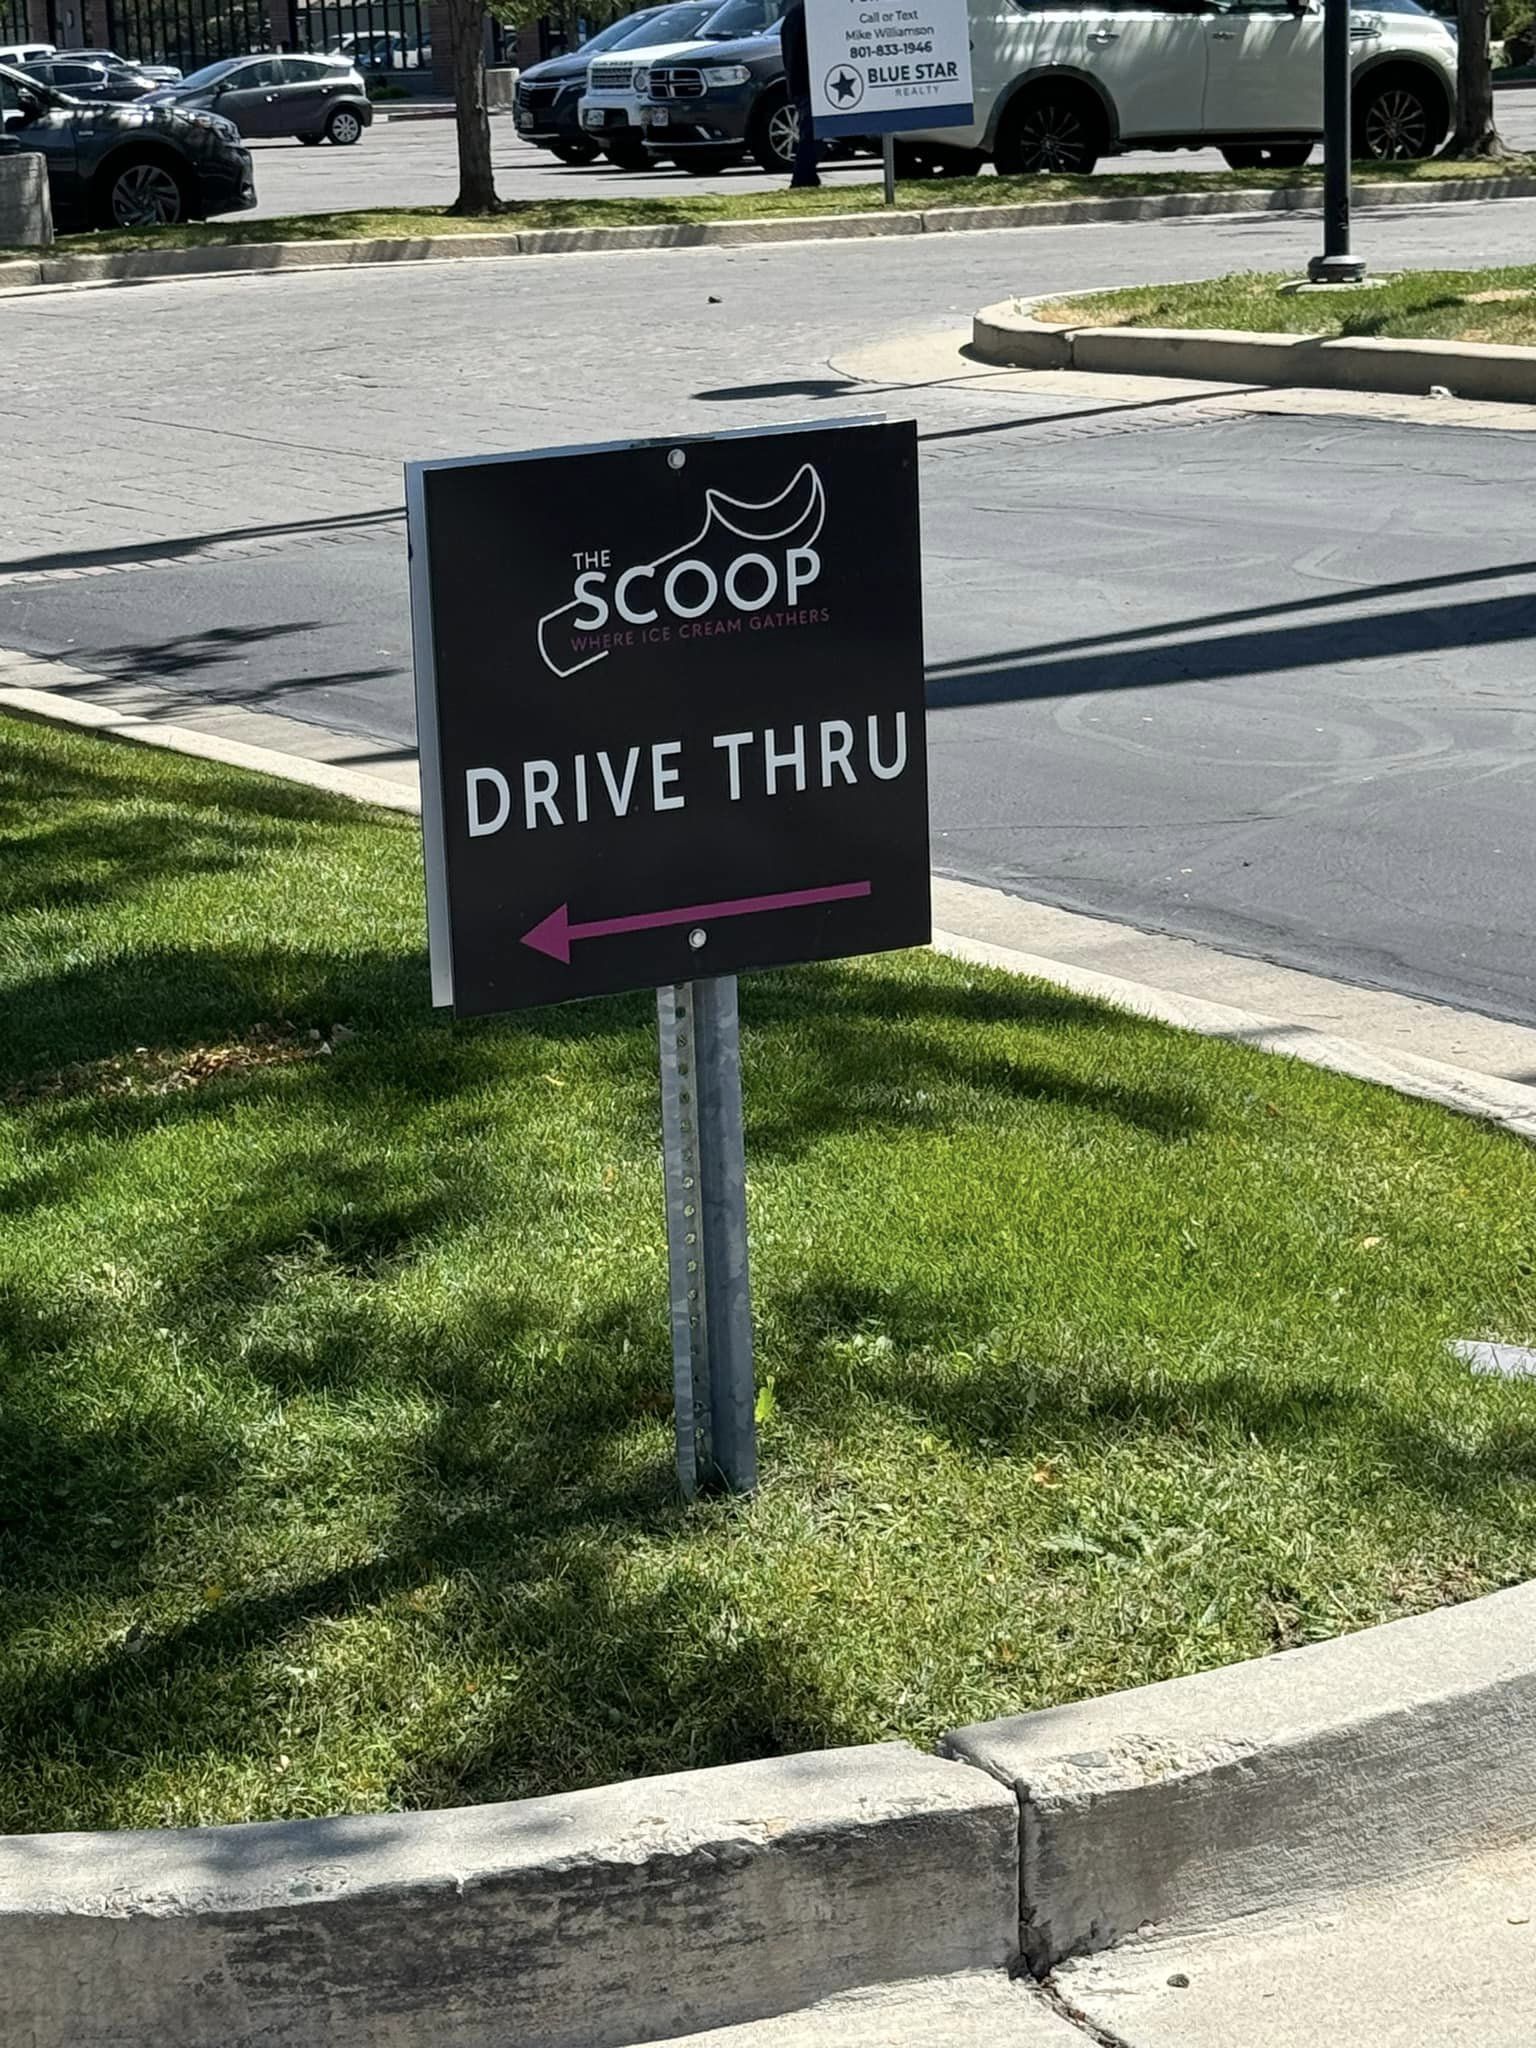 Call or Text
Mike Williamson
801-833-1946
BLUE STAR
REALTY
THE
SCOOP
WHERE ICE CREAM GATHERS
DRIVE THRU